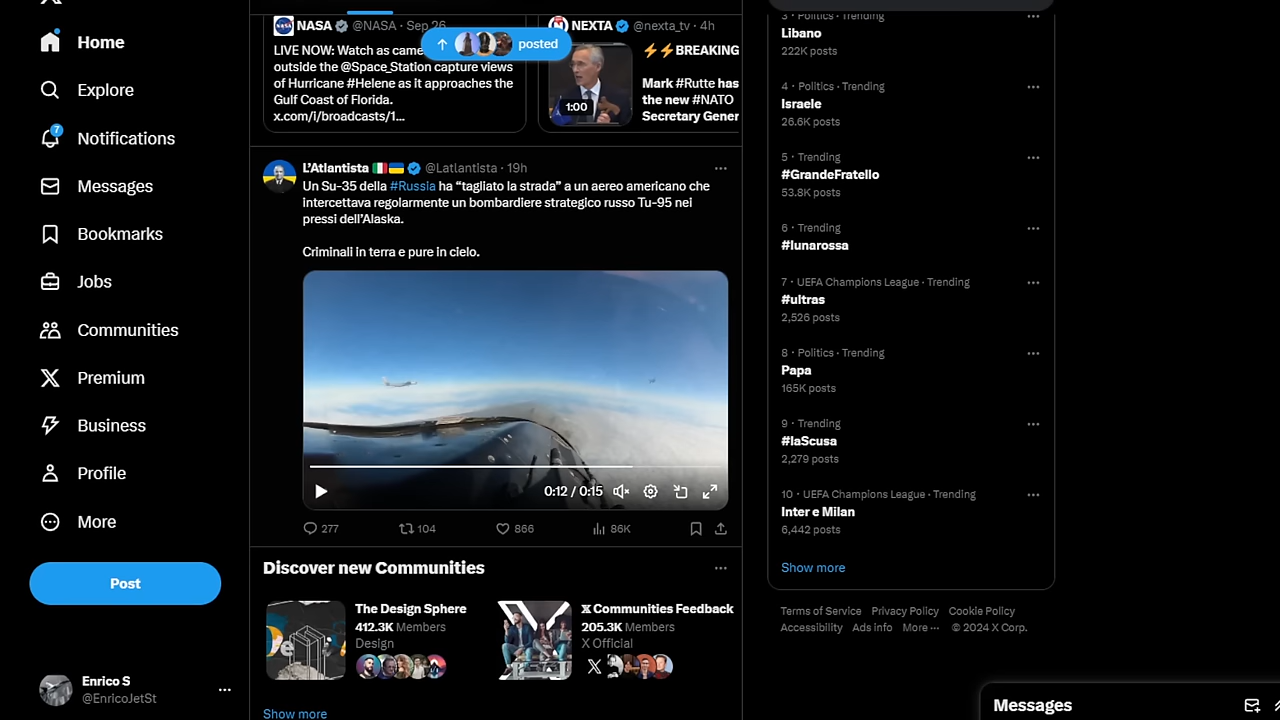 Home
Explore
7
Notifications
Messages
Bookmarks
Jobs
Communities
Premium
Business
Profile
More
Post
Enrico S
@EnricoJetSt
NASA @NASA · Sep 26
LIVE NOW: Watch as came
outside the @Space_Station capture views
of Hurricane #Helene as it approaches the
Gulf Coast of Florida.
x.com/i/broadcasts/1...
posted
NEXTA @nexta_tv · 4h
⚡⚡BREAKING
Mark #Rutte has
the new #NATO
Secretary Gener
1:00
L'Atlantista 🇮🇹🇺🇦 @Latlantista · 19h
Un Su-35 della #Russia ha “tagliato la strada” a un aereo americano che
intercettava regolarmente un bombardiere strategico russo Tu-95 nei
pressi dell'Alaska.
Criminali in terra e pure in cielo.
0:12 / 0:15
277
104
866
86K
Discover new Communities
The Design Sphere
412.3K Members
Design
X Communities Feedback
205.3K Members
X Official
Show more
3 · Politics · Trending
Libano
222K posts
4 · Politics · Trending
Israele
26.6K posts
5 · Trending
#GrandeFratello
53.8K posts
6 · Trending
#lunarossa
7 · UEFA Champions League · Trending
#ultras
2,526 posts
8 · Politics · Trending
Papa
165K posts
9 · Trending
#laScusa
2,279 posts
10 · UEFA Champions League · Trending
Inter e Milan
6,442 posts
Show more
Terms of Service Privacy Policy Cookie Policy
Accessibility Ads info More ··· © 2024 X Corp.
Messages